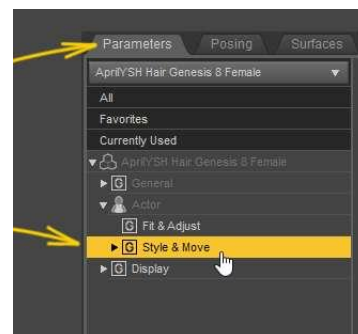 Parameters Posing Surfaces
AprilYSH Hair Genesis 8 Female
All
Favorites
Currently Used
AprilYSH Hair Genesis 8 Female
G General
Actor
G Fit & Adjust
G Style & Move
G Display